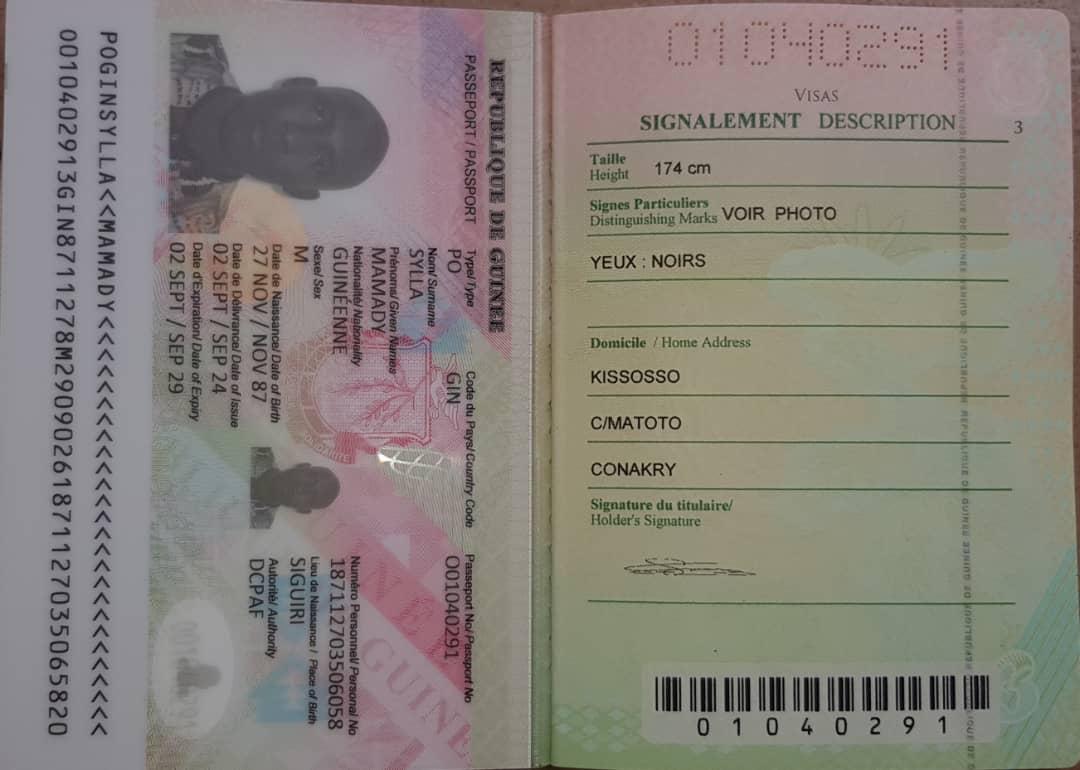 REPUBLIQUE DE GUINEE
PASSEPORT / PASSPORT
Type/Type
Code du Pays/Country Code
Passeport No/Passport No
PO
GIN
O01040291
Nom/Surname
SYLLA
Prénoms/Given Names
MAMADY
Nationalité/Nationality
GUINÉENNE
Numéro Personnel/Personal No
187112703506058
Sexe/Sex
M
Lieu de Naissance / Place of Birth
SIGUIRI
Date de Naissance/Date of Birth
27 NOV / NOV 87
Autorité/Authority
DCPAF
Date de Délivrance/Date of Issue
02 SEPT / SEP 24
Date d'Expiration/Date of Expiry
02 SEPT / SEP 29
POGINSYLLA<<MAMADY<<<<<<<<<<<<<<<<<<<<<<<<<<
O010402913GIN8711278M29090261871127035065820
01040291
VISAS
SIGNALEMENT DESCRIPTION
3
Taille
Height
174 cm
Signes Particuliers
Distinguishing Marks VOIR PHOTO
YEUX : NOIRS
Domicile / Home Address
KISSOSSO
C/MATOTO
CONAKRY
Signature du titulaire/
Holder's Signature
01040291